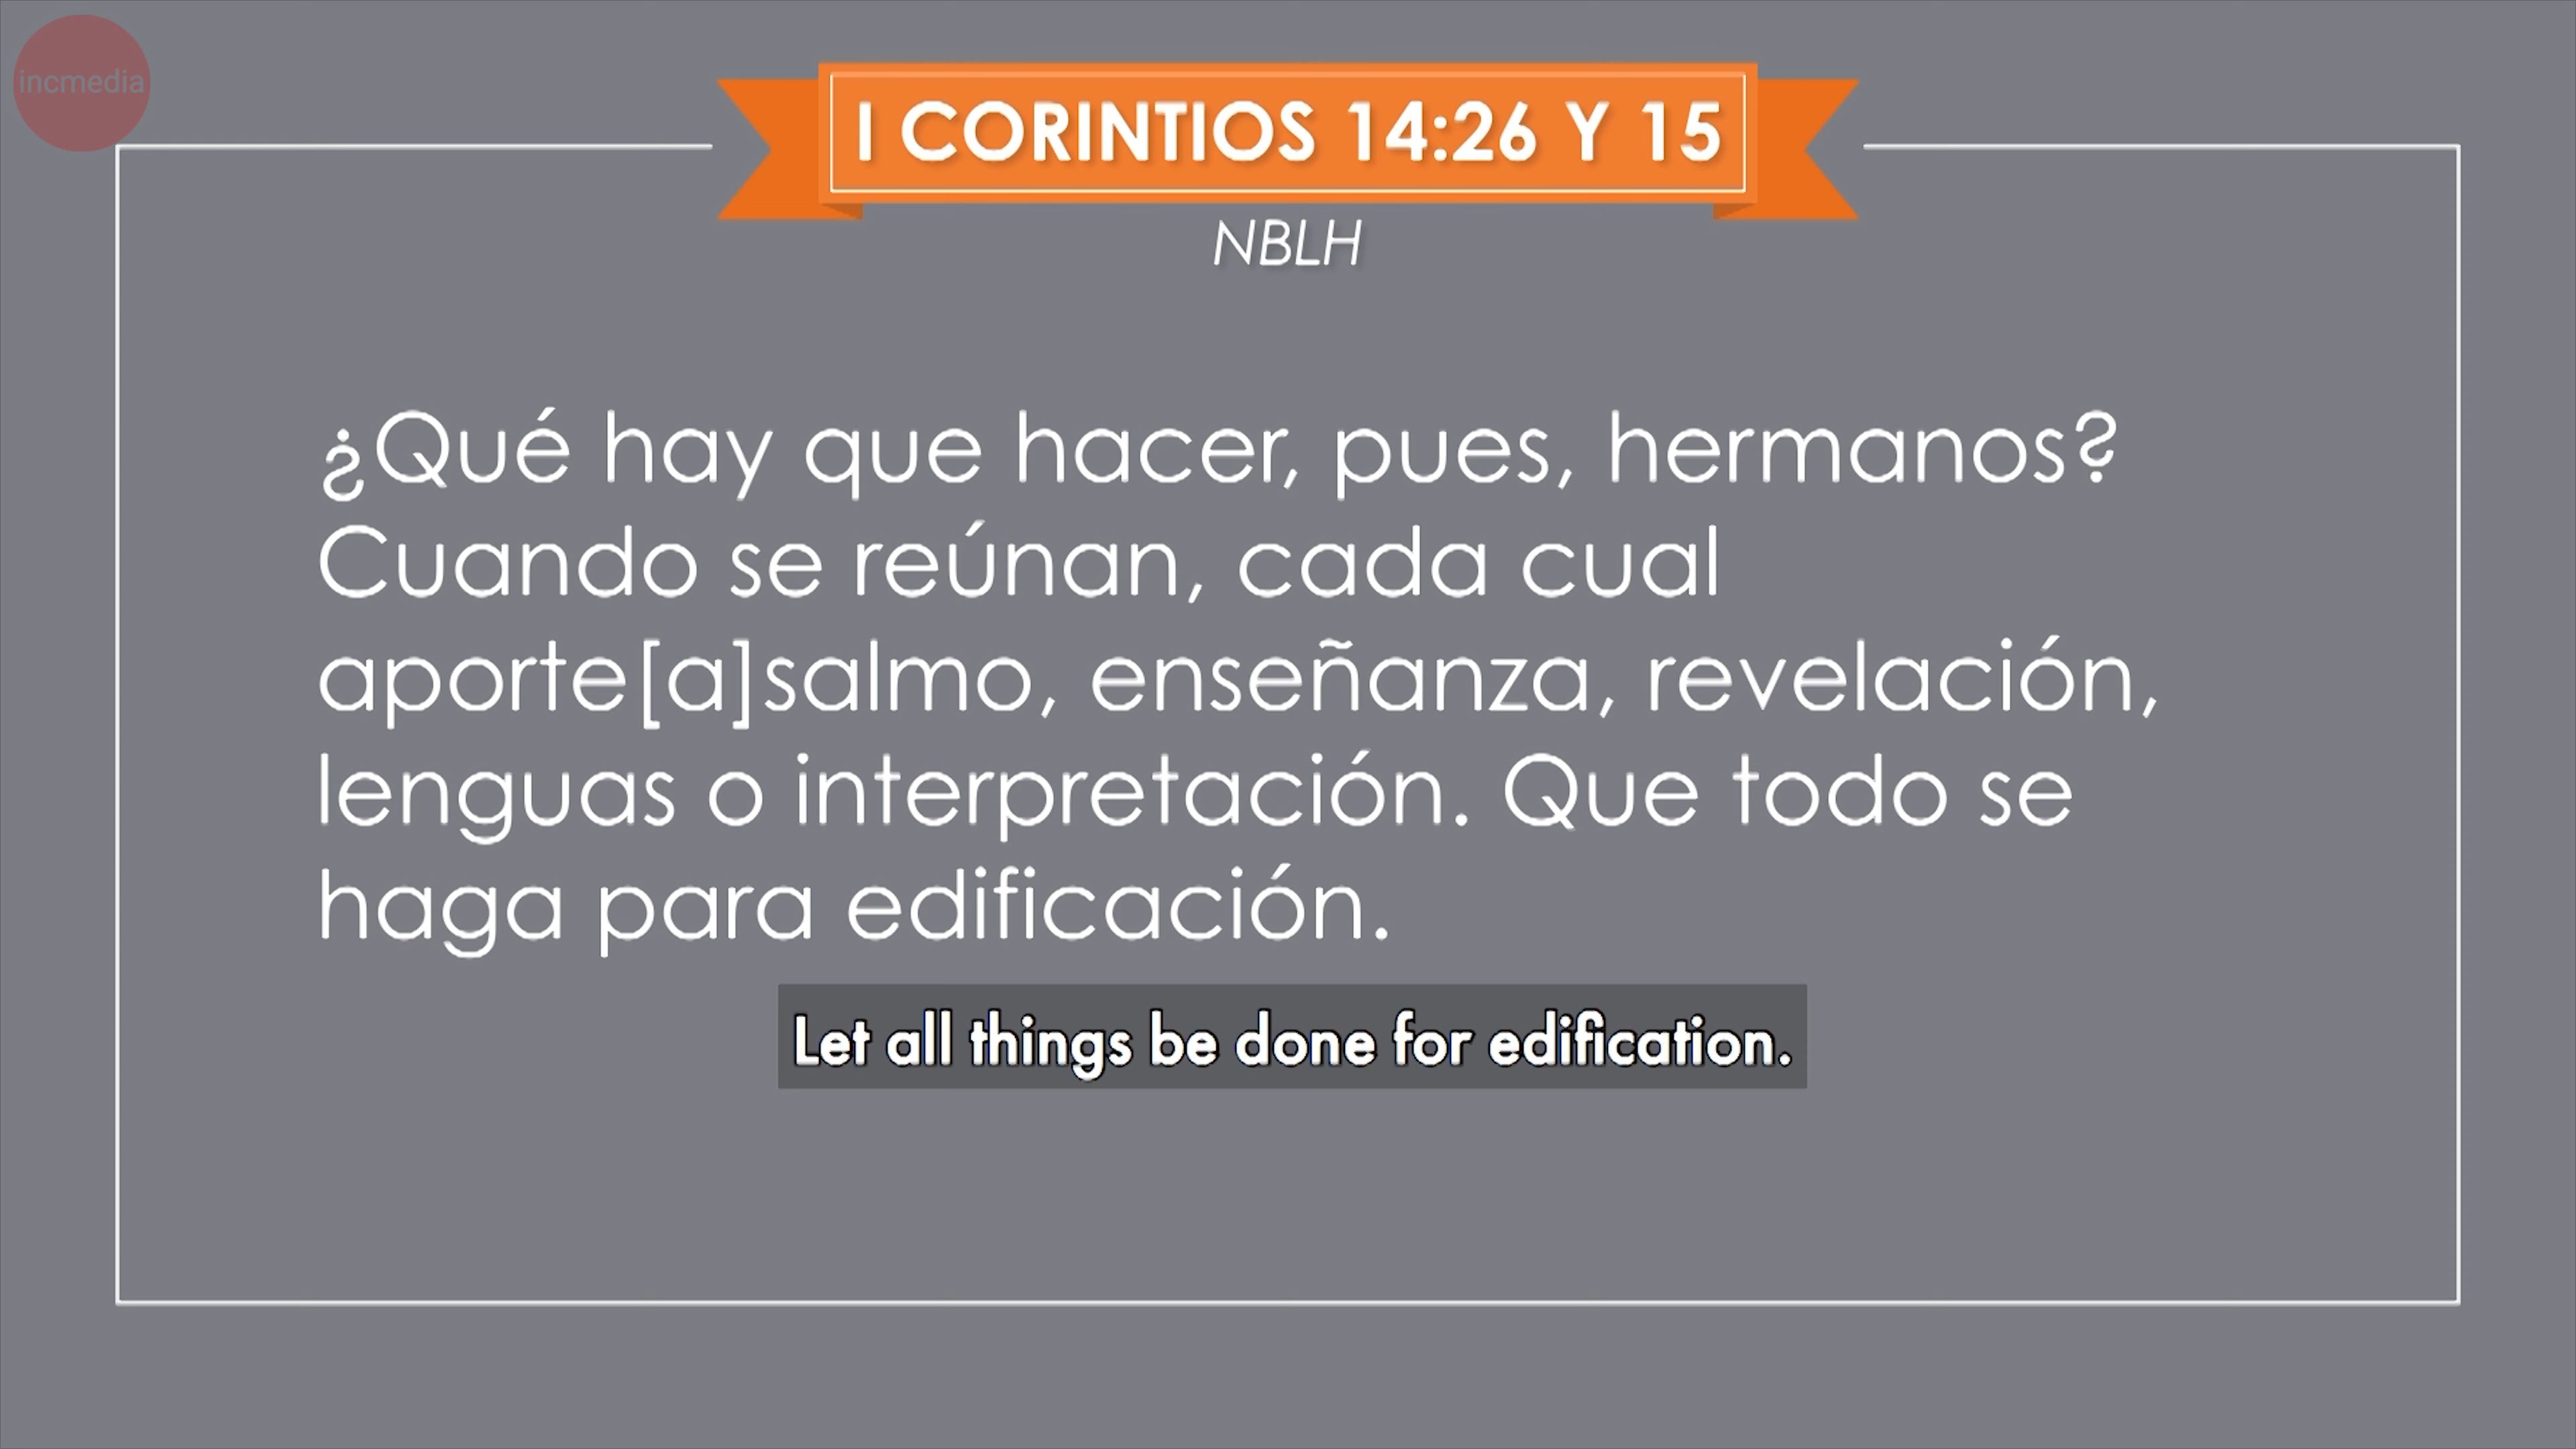 incmedia
I CORINTIOS 14:26 Y 15
NBLH
¿Qué hay que hacer, pues, hermanos?
Cuando se reúnan, cada cual
aporte[a]salmo, enseñanza, revelación,
lenguas o interpretación. Que todo se
haga para edificación.
Let all things be done for edification.